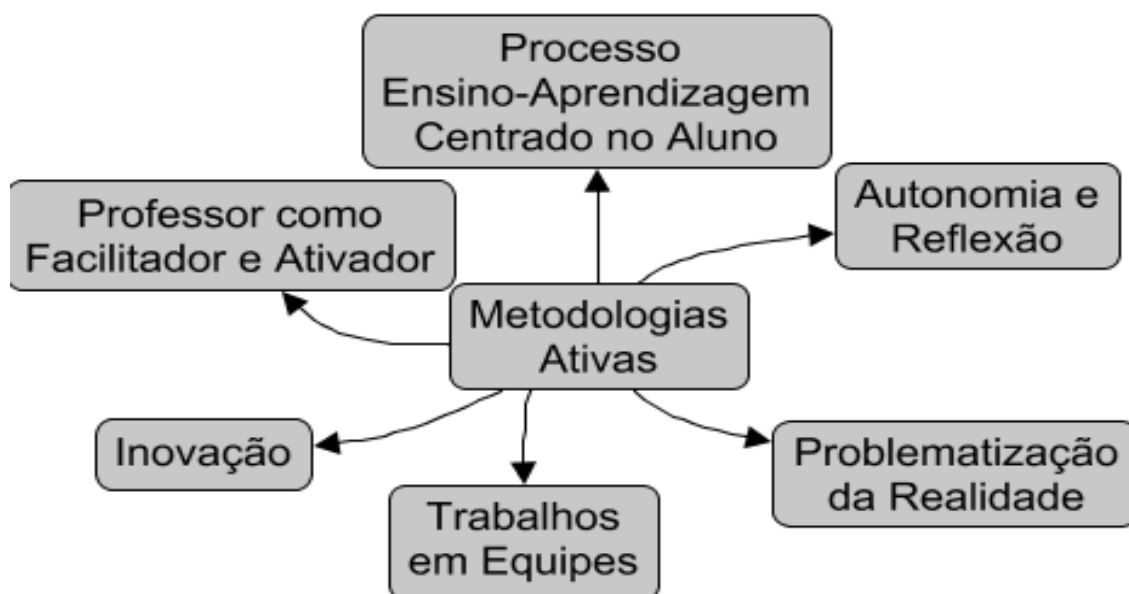 Processo
Ensino-Aprendizagem
Centrado no Aluno
Professor como
Facilitador e Ativador
Autonomia e
Reflexão
Metodologias
Ativas
Inovação
Trabalhos
em Equipes
Problematização
da Realidade